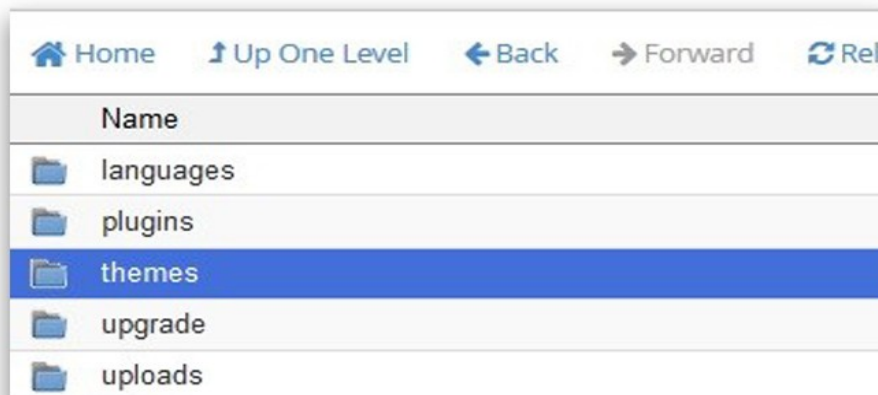 Home Up One Level Back Forward
Name
languages
plugins
themes
upgrade
uploads